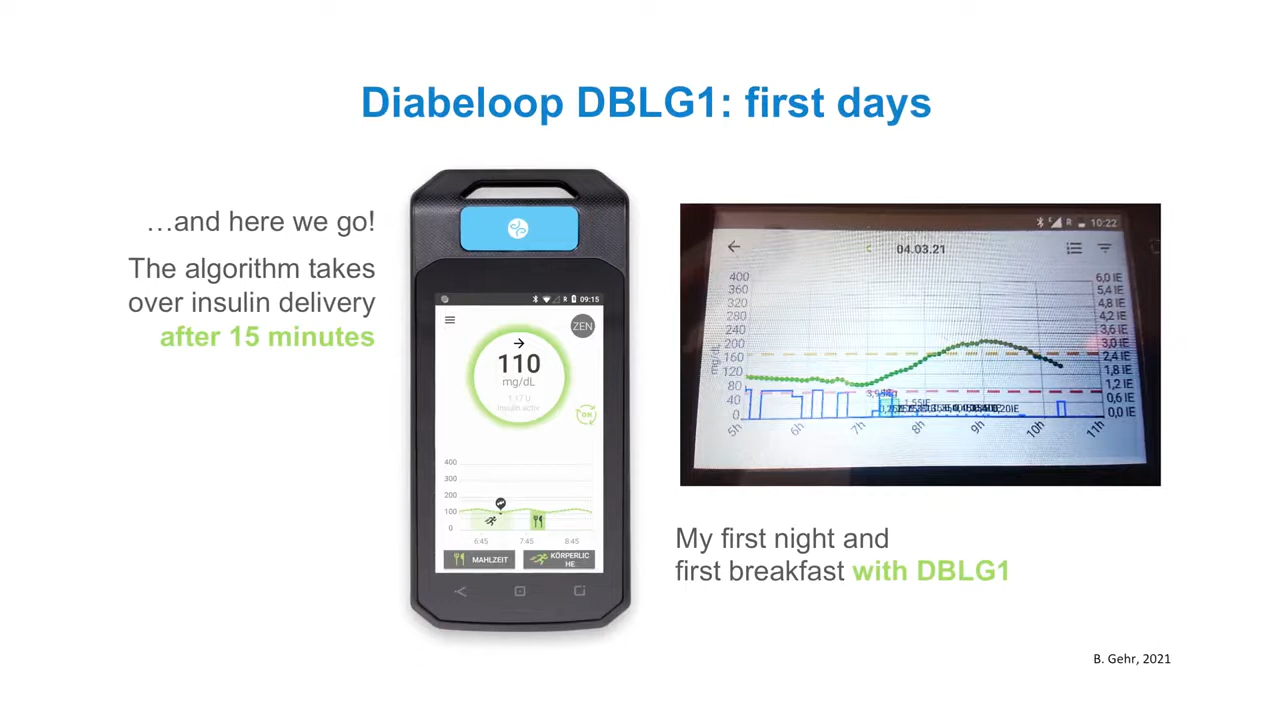 Diabeloop DBLG1: first days
…and here we go!
The algorithm takes
over insulin delivery
after 15 minutes
09:15
ZEN
110
mg/dL
1.17 U
ON
400
300
200
100
0
6:45
7:45
8:45
MAHLZEIT
KÖRPERLIC
HE
10:22
04.03.21
400
360
320
280
240
200
160
120
80
40
0
mg/dL
6,0 IE
5,4 IE
4,8 IE
4,2 IE
3,6 IE
3,0 IE
2,4 IE
1,8 IE
1,2 IE
0,6 IE
0,0 IE
5h
6h
7h
8h
9h
10h
11h
My first night and
first breakfast with DBLG1
B. Gehr, 2021